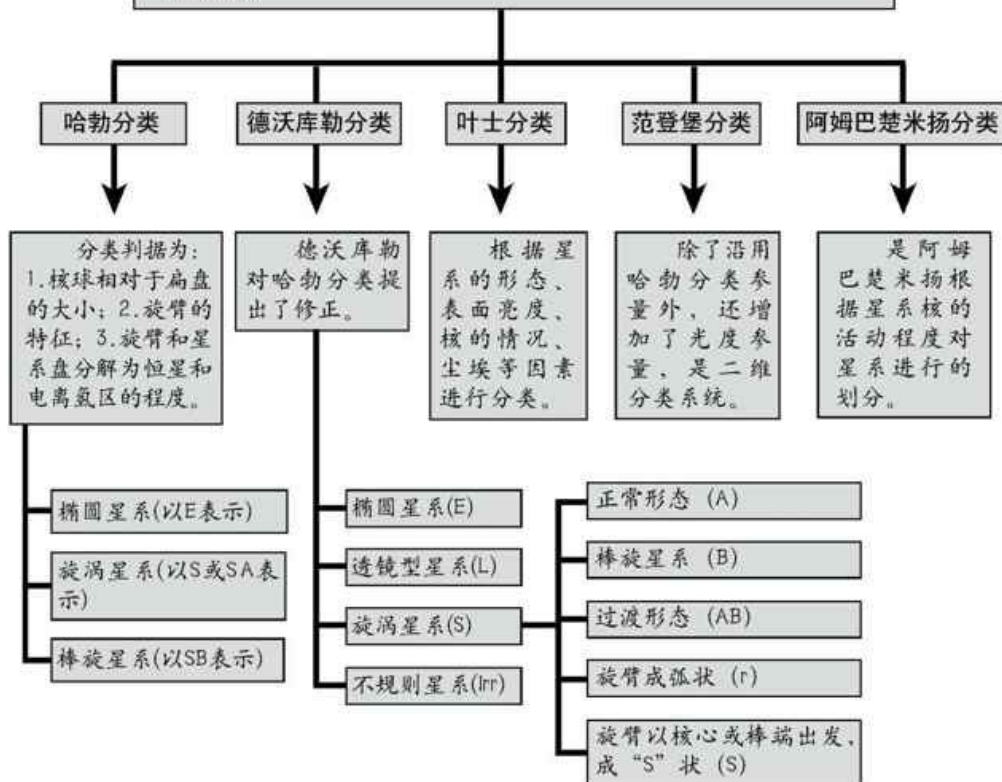 哈勃分类
德沃库勒分类
叶士分类
范登堡分类
阿姆巴楚米扬分类
分类判据为：
1.核球相对于扁盘
的大小；2.旋臂的
特征；3.旋臂和星
系盘分解为恒星和
电离氢区的程度。
德沃库勒
对哈勃分类提
出了修正。
根据星
系的形态、
表面亮度、
核的情况、
尘埃等因素
进行分类。
除了沿用
哈勃分类参
量外，还增
加了光度参
量，是二维
分类系统。
是阿姆
巴楚米扬根
据星系核的
活动程度对
星系进行的
划分。
椭圆星系(以E表示)
旋涡星系(以S或SA表
示)
棒旋星系(以SB表示)
椭圆星系(E)
透镜型星系(L)
旋涡星系(S)
不规则星系(Irr)
正常形态 (A)
棒旋星系 (B)
过渡形态 (AB)
旋臂成弧状 (r)
旋臂以核心或棒端出发，
成“S”状 (S)